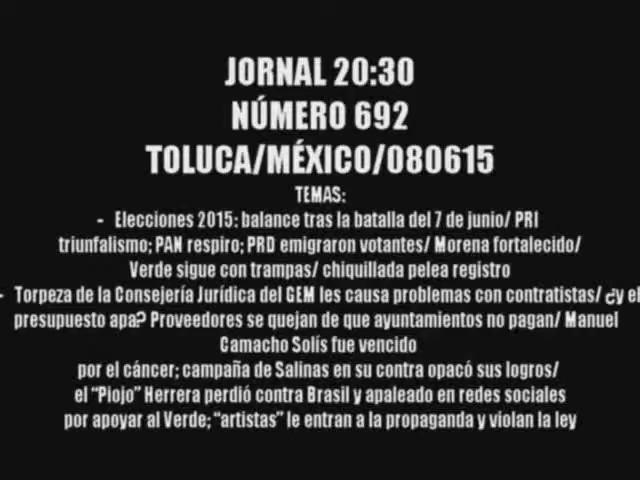 JORNAL 20:30
NÚMERO 692
TOLUCA/MÉXICO/080615
TEMAS:
- Elecciones 2015: balance tras la batalla del 7 de junio/ PRI
triunfalismo; PAN respiro; PRD emigraron votantes/ Morena fortalecido/
Verde sigue con trampas/ chiquillada pelea registro
- Torpeza de la Consejería Jurídica del GEM les causa problemas con contratistas/ ¿y el
presupuesto apa? Proveedores se quejan de que ayuntamientos no pagan/ Manuel
Camacho Solís fue vencido
por el cáncer; campaña de Salinas en su contra opacó sus logros/
el “Piojo” Herrera perdió contra Brasil y apaleado en redes sociales
por apoyar al Verde; “artistas” le entran a la propaganda y violan la ley